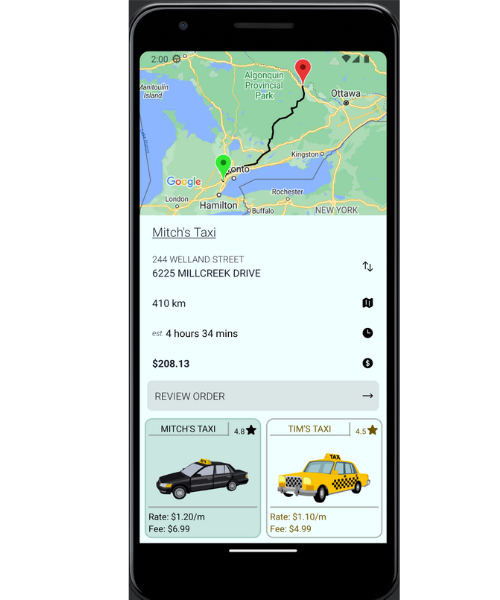 2:00
Manitoulin
Island
Algonquin
Provincial
Park
Ottawa
Kingston
onto
Google
London
Hamilton
Rochester
Buffalo
NEW YORK
Mitch's Taxi
244 WELLAND STREET
6225 MILLCREEK DRIVE
410 km
est. 4 hours 34 mins
$208.13
REVIEW ORDER
MITCH'S TAXI 4.8
TIM'S TAXI 4.5
TAXI
Rate: $1.20/m
Fee: $6.99
Rate: $1.10/m
Fee: $4.99